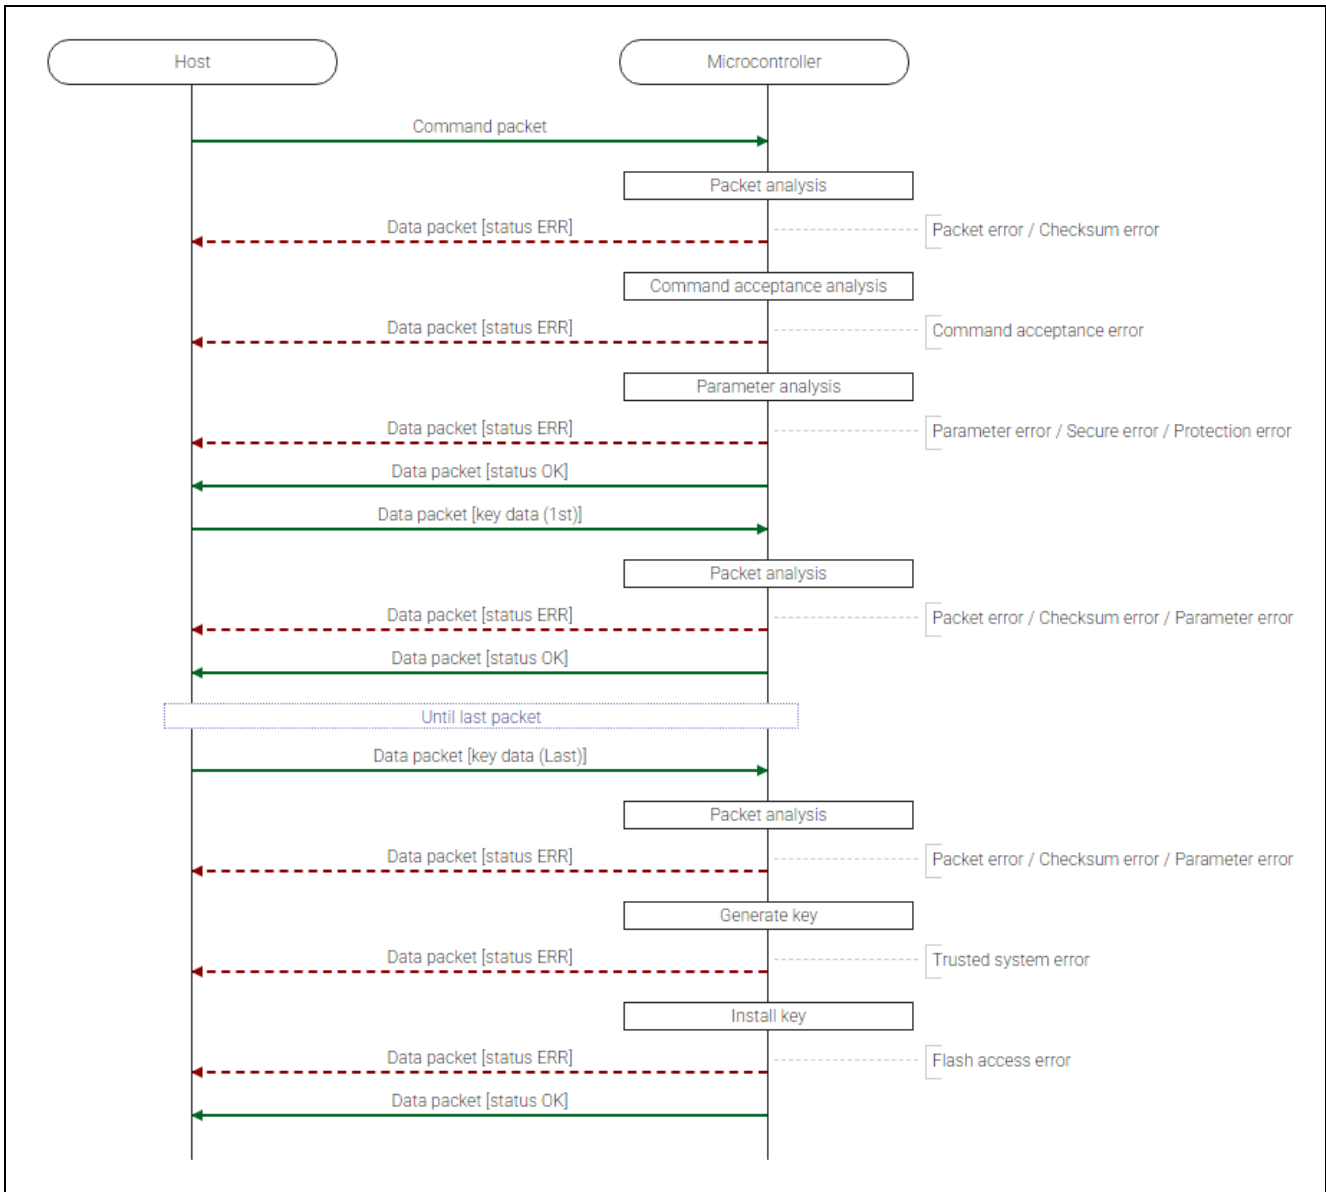 Host
Microcontroller
Command packet
Packet analysis
Data packet [status ERR]
Packet error / Checksum error
Command acceptance analysis
Data packet [status ERR]
Command acceptance error
Parameter analysis
Data packet [status ERR]
Parameter error / Secure error / Protection error
Data packet [status OK]
Data packet [key data (1st)]
Packet analysis
Data packet [status ERR]
Packet error / Checksum error / Parameter error
Data packet [status OK]
Until last packet
Data packet [key data (Last)]
Packet analysis
Data packet [status ERR]
Packet error / Checksum error / Parameter error
Generate key
Data packet [status ERR]
Trusted system error
Install key
Data packet [status ERR]
Flash access error
Data packet [status OK]